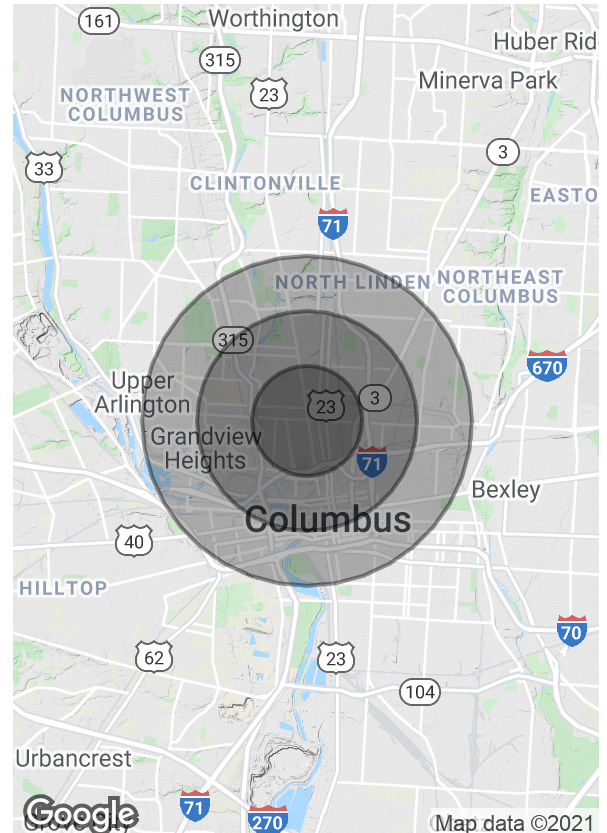 Worthington
161
Huber Rid
315
Minerva Park
23
NORTHWEST
COLUMBUS
3
33
CLINTONVILLE
EASTO
71
NORTH LINDEN
NORTHEAST
COLUMBUS
315
670
Upper
Arlington
3
23
Grandview
Heights
71
Bexley
Columbus
40
HILLTOP
70
62
23
104
Urbancrest
71
Google
Grove City
270
Map data ©2021